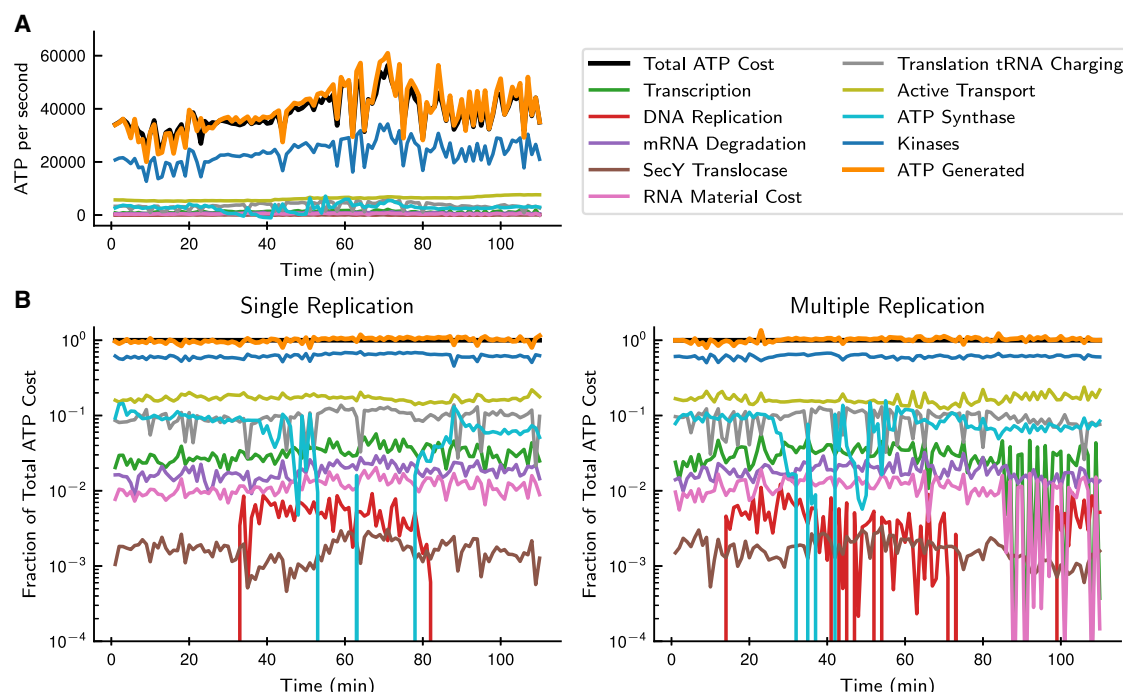 A
ATP per second
60000
40000
20000
0
0 20 40 60 80 100
Time (min)
Total ATP Cost
Transcription
DNA Replication
mRNA Degradation
SecY Translocase
RNA Material Cost
Translation tRNA Charging
Active Transport
ATP Synthase
Kinases
ATP Generated
B
Single Replication
Fraction of Total ATP Cost
10⁰
10⁻¹
10⁻²
10⁻³
10⁻⁴
0 20 40 60 80 100
Time (min)
Multiple Replication
Fraction of Total ATP Cost
10⁰
10⁻¹
10⁻²
10⁻³
10⁻⁴
0 20 40 60 80 100
Time (min)